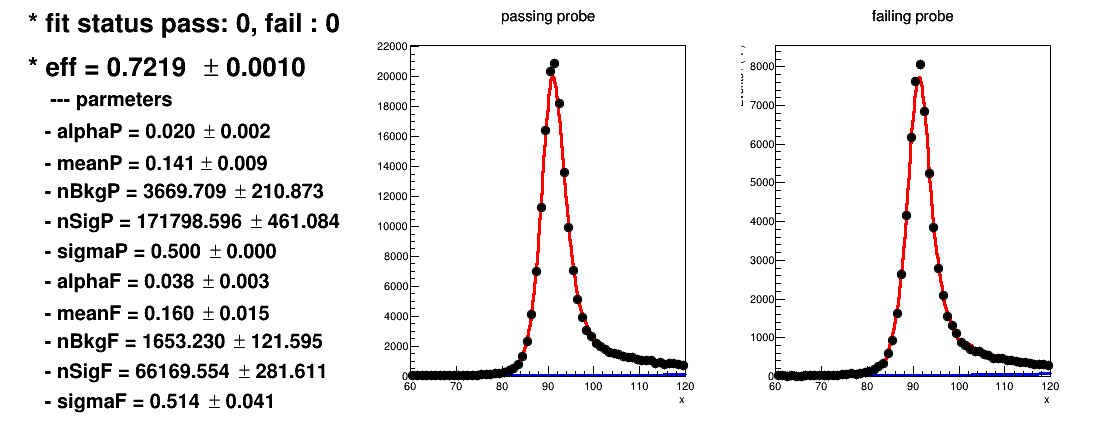 * fit status pass: 0, fail : 0
* eff = 0.7219 ± 0.0010
--- parmeters
- alphaP = 0.020 ± 0.002
- meanP = 0.141 ± 0.009
- nBkgP = 3669.709 ± 210.873
- nSigP = 171798.596 ± 461.084
- sigmaP = 0.500 ± 0.000
- alphaF = 0.038 ± 0.003
- meanF = 0.160 ± 0.015
- nBkgF = 1653.230 ± 121.595
- nSigF = 66169.554 ± 281.611
- sigmaF = 0.514 ± 0.041
passing probe
22000
20000
18000
16000
14000
12000
10000
8000
6000
4000
2000
0
60 70 80 90 100 110 120
x
failing probe
8000
7000
6000
5000
4000
3000
2000
1000
0
60 70 80 90 100 110 120
x